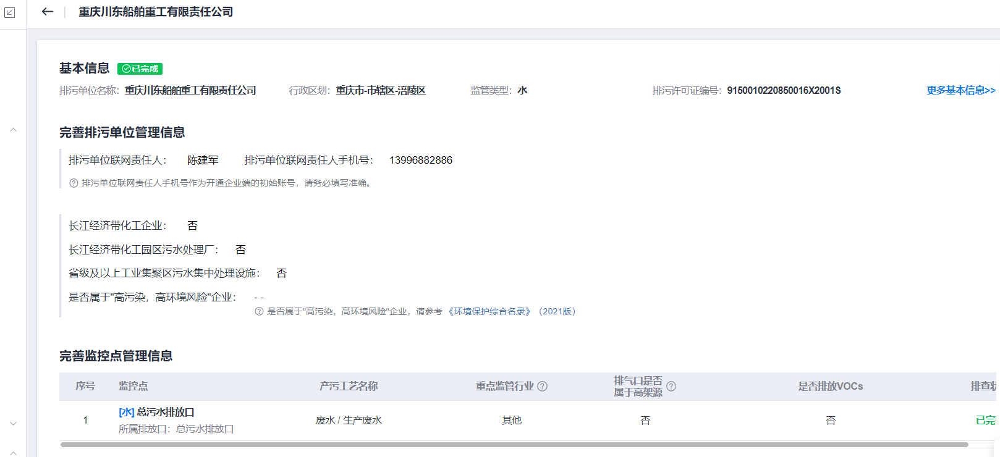 重庆川东船舶重工有限责任公司
基本信息 已完成
排污单位名称: 重庆川东船舶重工有限责任公司 行政区划: 重庆市-市辖区-涪陵区 监管类型: 水 排污许可证编号: 9150010220850016X2001S 更多基本信息>>
完善排污单位管理信息
排污单位联网责任人: 陈建军 排污单位联网责任人手机号: 13996882886
排污单位联网责任人手机号作为开通企业端的初始账号，请务必填写准确。
长江经济带化工企业: 否
长江经济带化工园区污水处理厂: 否
省级及以上工业集聚区污水集中处理设施: 否
是否属于"高污染，高环境风险"企业: - -
是否属于"高污染，高环境风险"企业，请参考 《环境保护综合名录》（2021版）
完善监控点管理信息
序号 监控点 产污工艺名称 重点监管行业 排气口是否属于高架源 是否排放VOCs 排查状
1 [水] 总污水排放口 废水 / 生产废水 其他 否 否 已完
所属排放口: 总污水排放口